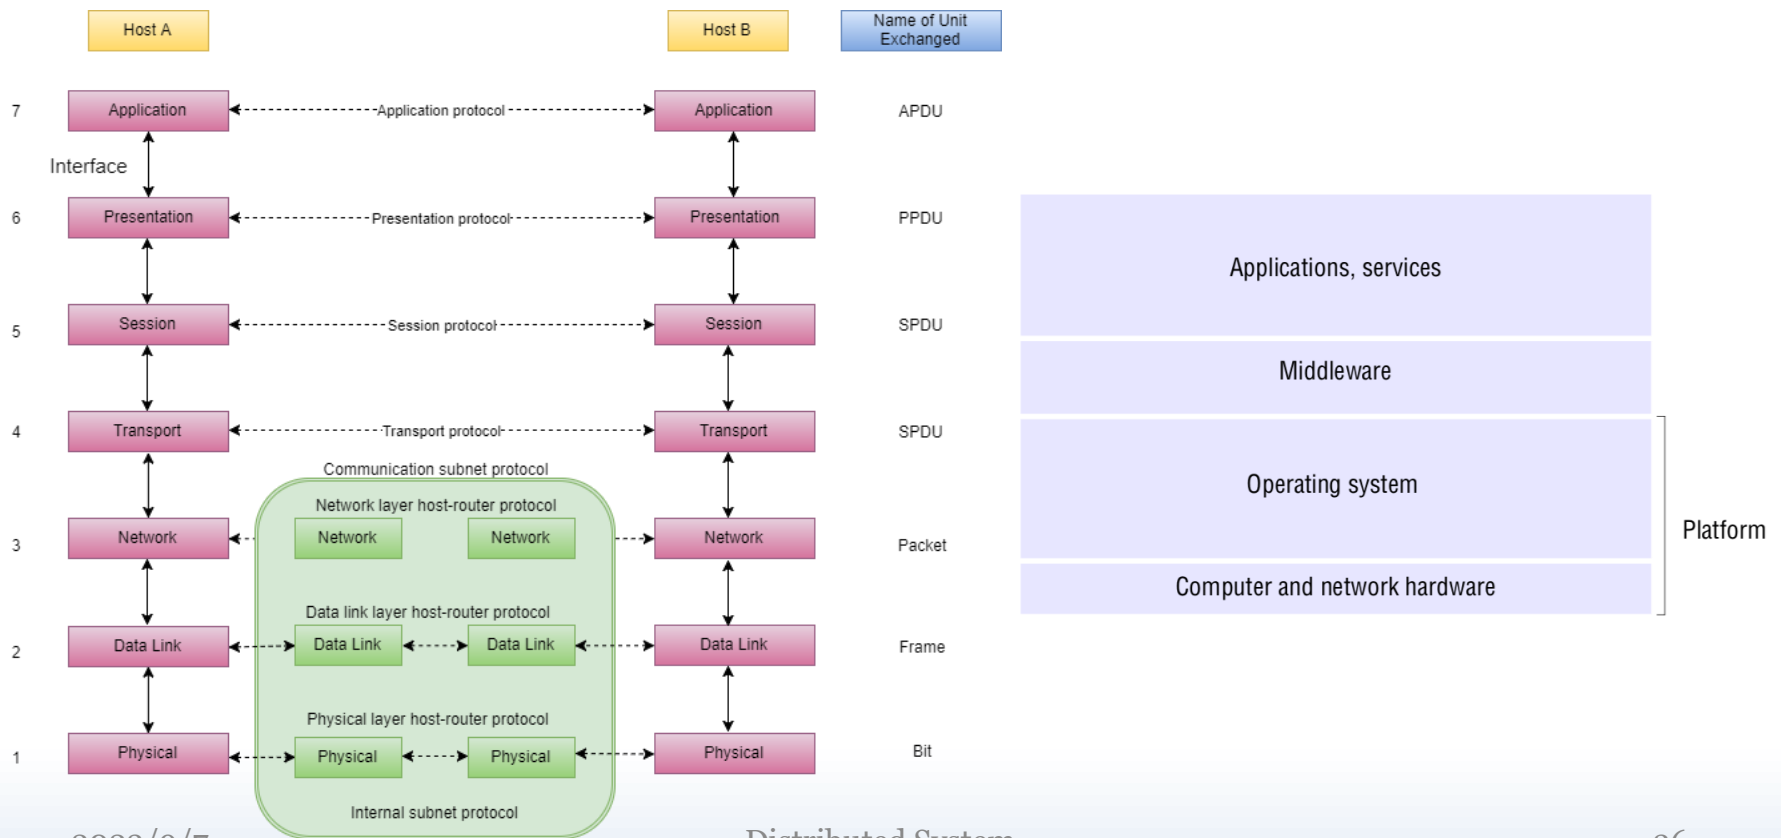 Host A
Host B
Name of Unit
Exchanged
7
Application
Application protocol
Application
APDU
Interface
6
Presentation
Presentation protocol
Presentation
PPDU
5
Session
Session protocol
Session
SPDU
4
Transport
Transport protocol
Transport
SPDU
Communication subnet protocol
Network layer host-router protocol
3
Network
Network
Network
Network
Packet
Data link layer host-router protocol
2
Data Link
Data Link
Data Link
Data Link
Frame
Physical layer host-router protocol
1
Physical
Physical
Physical
Physical
Bit
Internal subnet protocol
Applications, services
Middleware
Operating system
Computer and network hardware
Platform
Distributed System